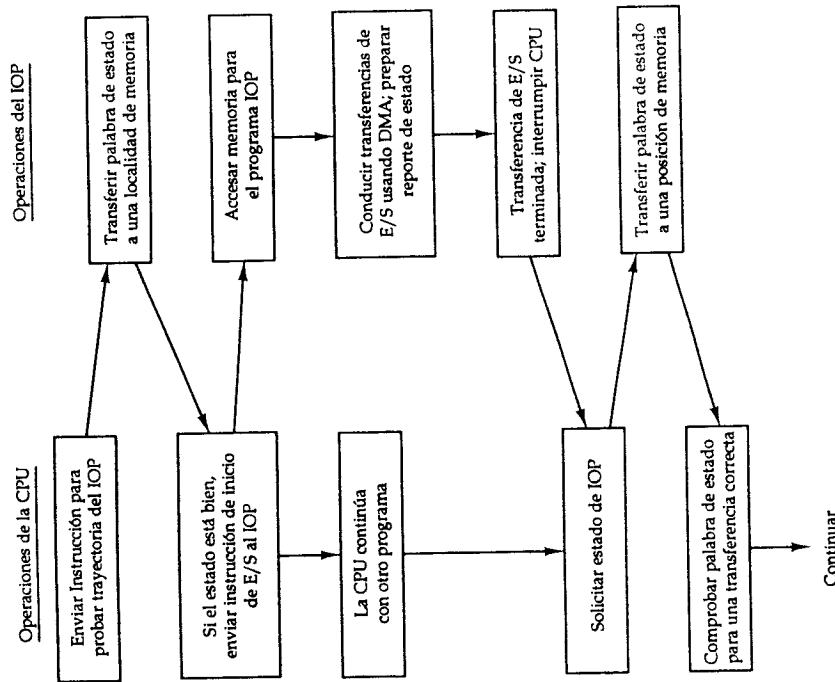 Operaciones de la CPU
Operaciones del IOP
Enviar Instrucción para
probar trayectoria del IOP
Transferir palabra de estado
a una localidad de memoria
Si el estado está bien,
enviar instrucción de inicio
de E/S al IOP
Accesar memoria para
el programa IOP
La CPU continúa
con otro programa
Conducir transferencias de
E/S usando DMA; preparar
reporte de estado
Transferencia de E/S
terminada; interrumpir CPU
Solicitar estado de IOP
Transferir palabra de estado
a una posición de memoria
Comprobar palabra de estado
para una transferencia correcta
Continuar